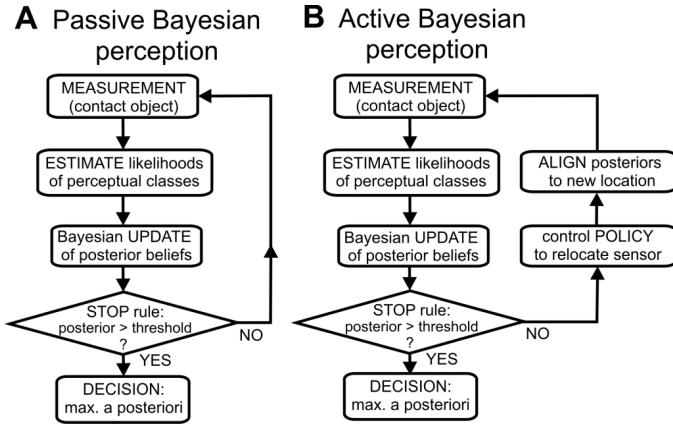 A Passive Bayesian
perception
MEASUREMENT
(contact object)
ESTIMATE likelihoods
of perceptual classes
Bayesian UPDATE
of posterior beliefs
STOP rule:
posterior > threshold
?
NO
YES
DECISION:
max. a posteriori
B Active Bayesian
perception
MEASUREMENT
(contact object)
ESTIMATE likelihoods
of perceptual classes
ALIGN posteriors
to new location
Bayesian UPDATE
of posterior beliefs
control POLICY
to relocate sensor
STOP rule:
posterior > threshold
?
NO
YES
DECISION:
max. a posteriori